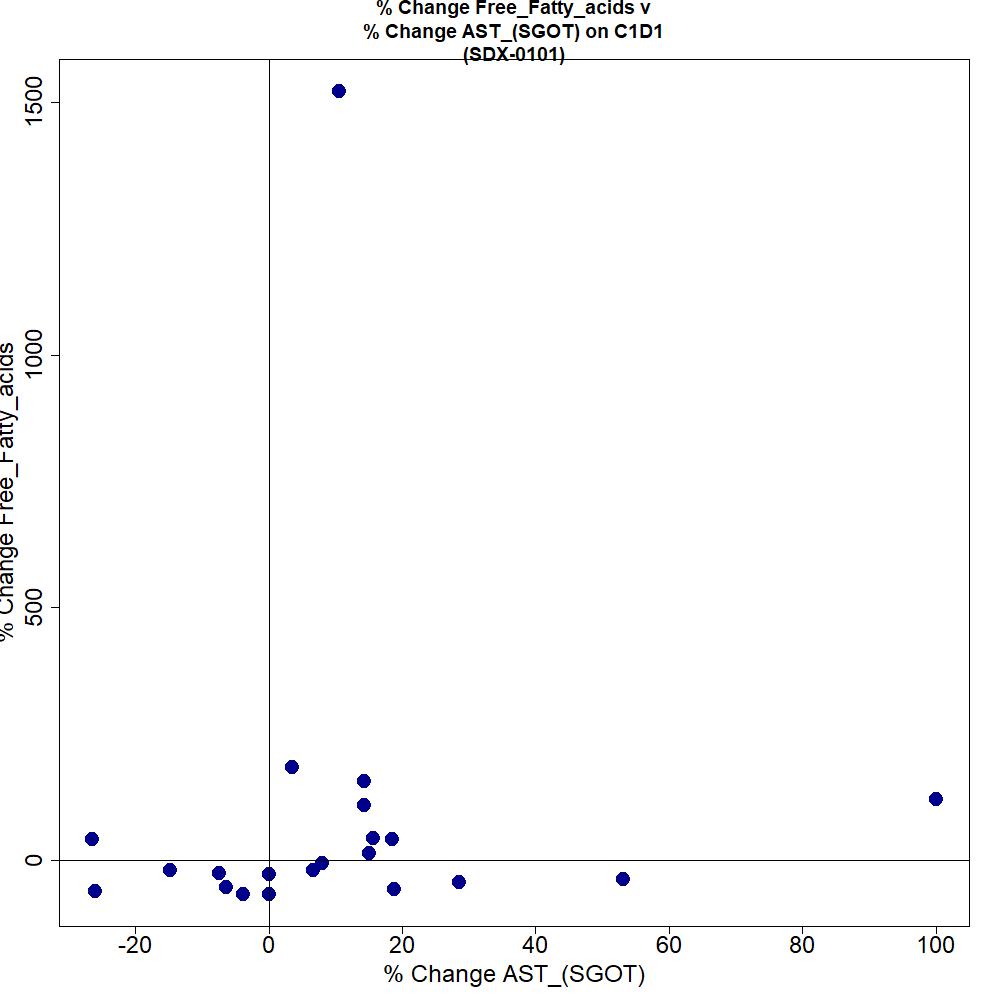 % Change Free_Fatty_acids v
% Change AST_(SGOT) on C1D1
(SDX-0101)
% Change Free_Fatty_acids
1500
1000
500
0
-20
0
20
40
60
80
100
% Change AST_(SGOT)